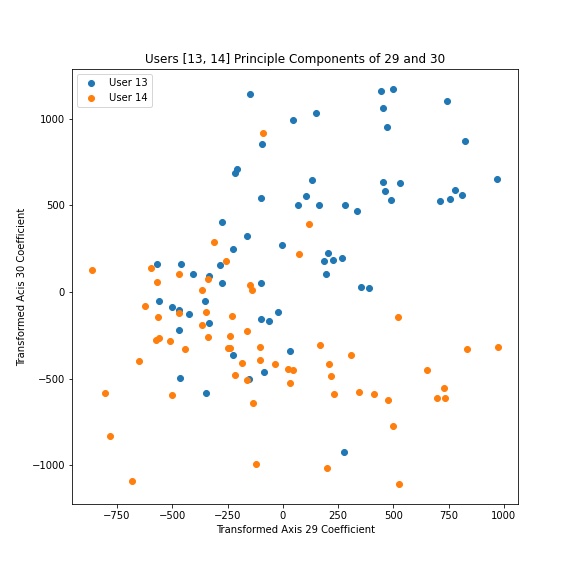 Users [13, 14] Principle Components of 29 and 30
User 13
User 14
1000
500
0
−500
−1000
Transformed Acis 30 Coefficient
−750 −500 −250 0 250 500 750 1000
Transformed Axis 29 Coefficient